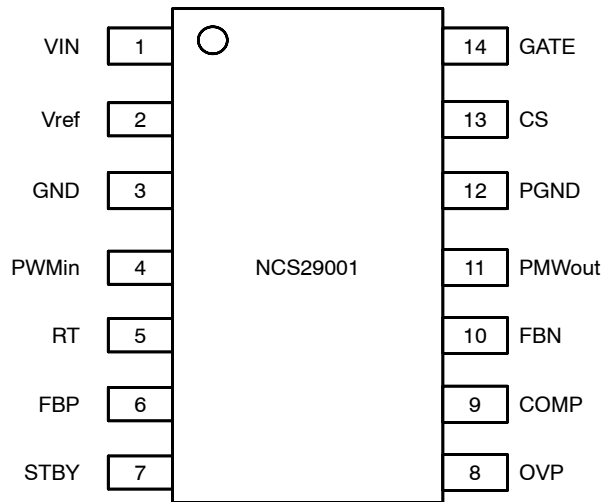 VIN 1 14 GATE
Vref 2 13 CS
GND 3 12 PGND
PWMin 4 NCS29001 11 PMWout
RT 5 10 FBN
FBP 6 9 COMP
STBY 7 8 OVP